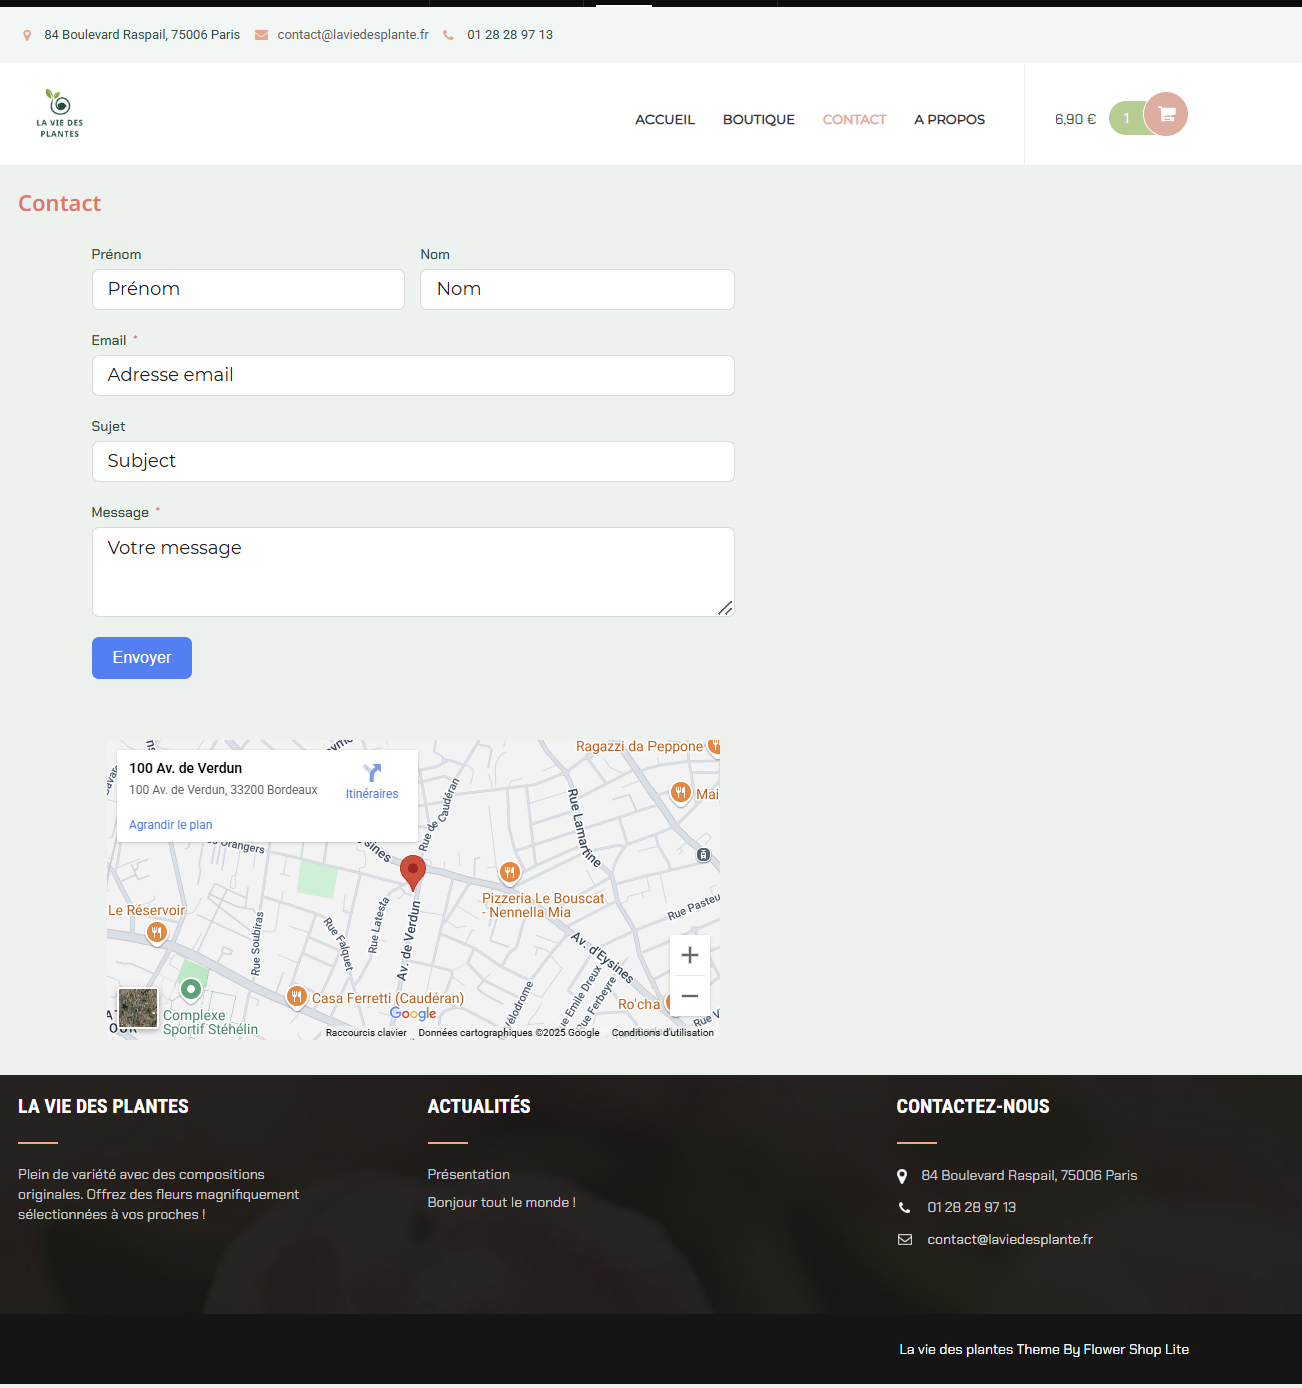 84 Boulevard Raspail, 75006 Paris contact@laviedesplante.fr 01 28 28 97 13
LA VIE DES
PLANTES
ACCUEIL BOUTIQUE CONTACT A PROPOS 6,90 € 1
Contact
Prénom Nom
Prénom Nom
Email *
Adresse email
Sujet
Subject
Message *
Votre message
Envoyer
Ragazzi da Peppone
100 Av. de Verdun
100 Av. de Verdun, 33200 Bordeaux
Itinéraires
Agrandir le plan
Mai
Rue de Caudéran
Rue Lamartine
Orangers
sines
Pizzeria Le Bouscat
- Nennella Mia
Le Réservoir
Rue Soubiras
Rue Falquet
Rue Latesta
Av. de Verdun
Rue Pasteu
Av. d'Eysines
Rue Emile Dreux
Rue Ferbeyre
élodrome
Casa Ferretti (Caudéran)
Ro'cha
Google
Complexe
Sportif Stéhélin
Rue V
Raccourcis clavier Données cartographiques ©2025 Google Conditions d'utilisation
LA VIE DES PLANTES
Plein de variété avec des compositions
originales. Offrez des fleurs magnifiquement
sélectionnées à vos proches !
ACTUALITÉS
Présentation
Bonjour tout le monde !
CONTACTEZ-NOUS
84 Boulevard Raspail, 75006 Paris
01 28 28 97 13
contact@laviedesplante.fr
La vie des plantes Theme By Flower Shop Lite